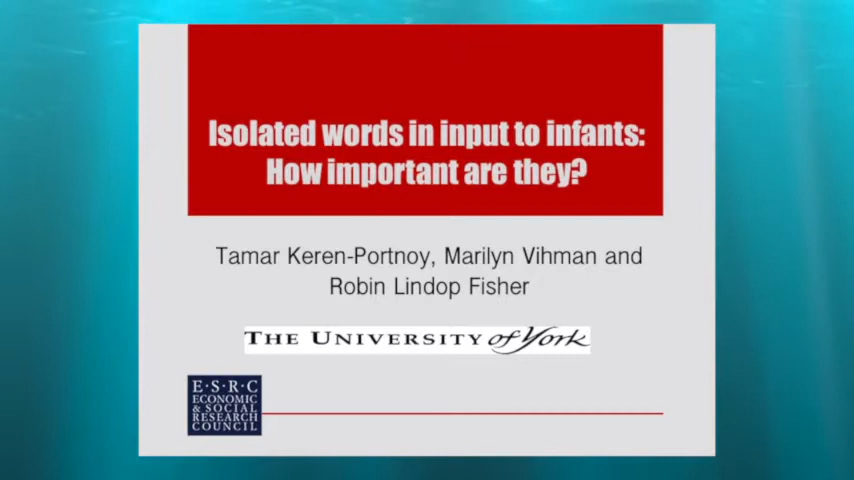 Isolated words in input to infants:
How important are they?
Tamar Keren-Portnoy, Marilyn Vihman and
Robin Lindop Fisher
THE UNIVERSITY of York
E·S·R·C
ECONOMIC
& SOCIAL
RESEARCH
COUNCIL